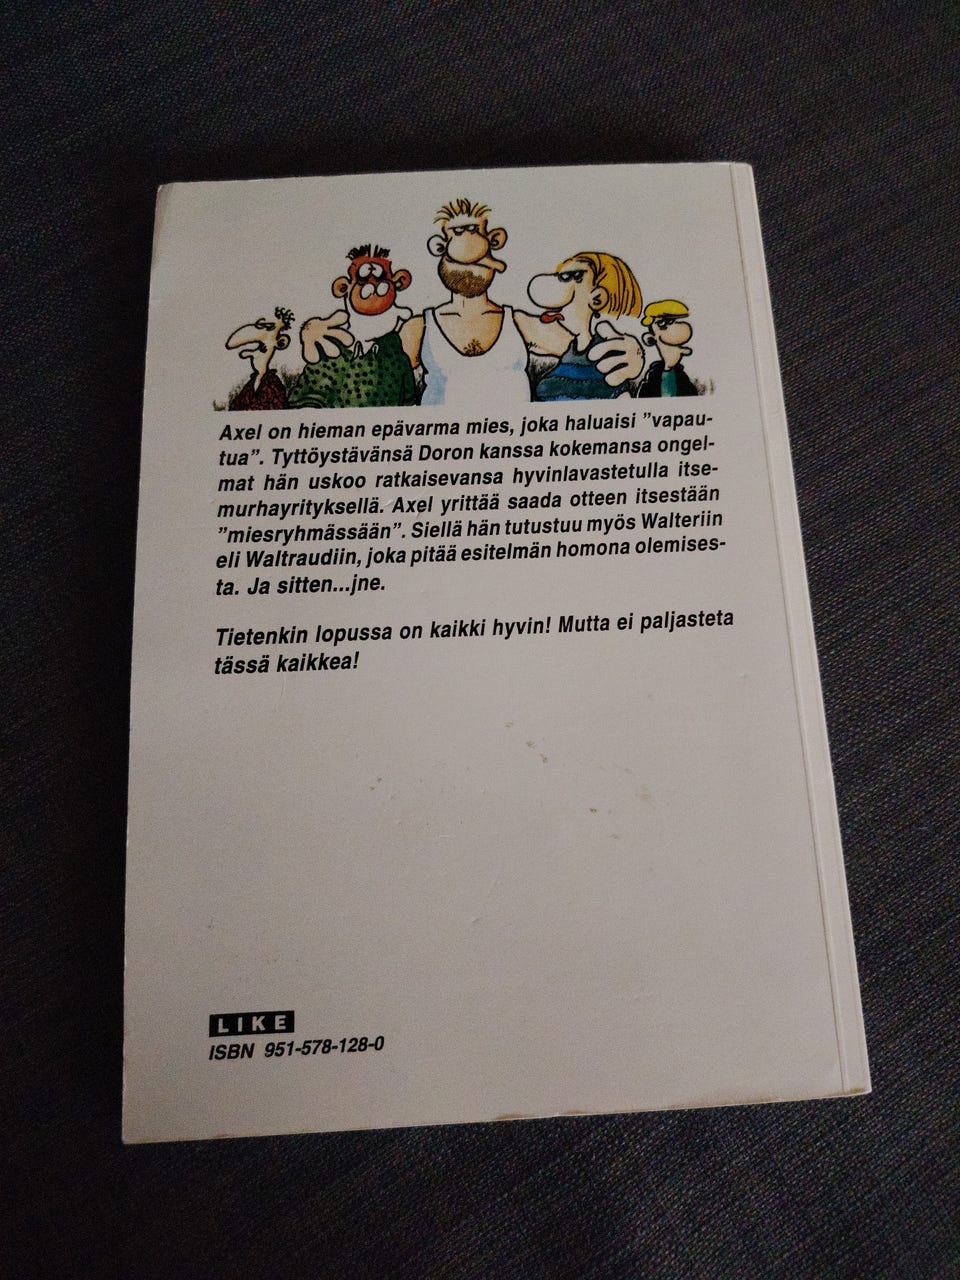 Axel on hieman epävarma mies, joka haluaisi ”vapau-
tua”. Tyttöystävänsä Doron kanssa kokemansa ongel-
mat hän uskoo ratkaisevansa hyvinlavastetulla itse-
murhayrityksellä. Axel yrittää saada otteen itsestään
”miesryhmässään”. Siellä hän tutustuu myös Walteriin
eli Waltraudiin, joka pitää esitelmän homona olemises-
ta. Ja sitten...jne.
Tietenkin lopussa on kaikki hyvin! Mutta ei paljasteta
tässä kaikkea!
LIKE
ISBN 951-578-128-0